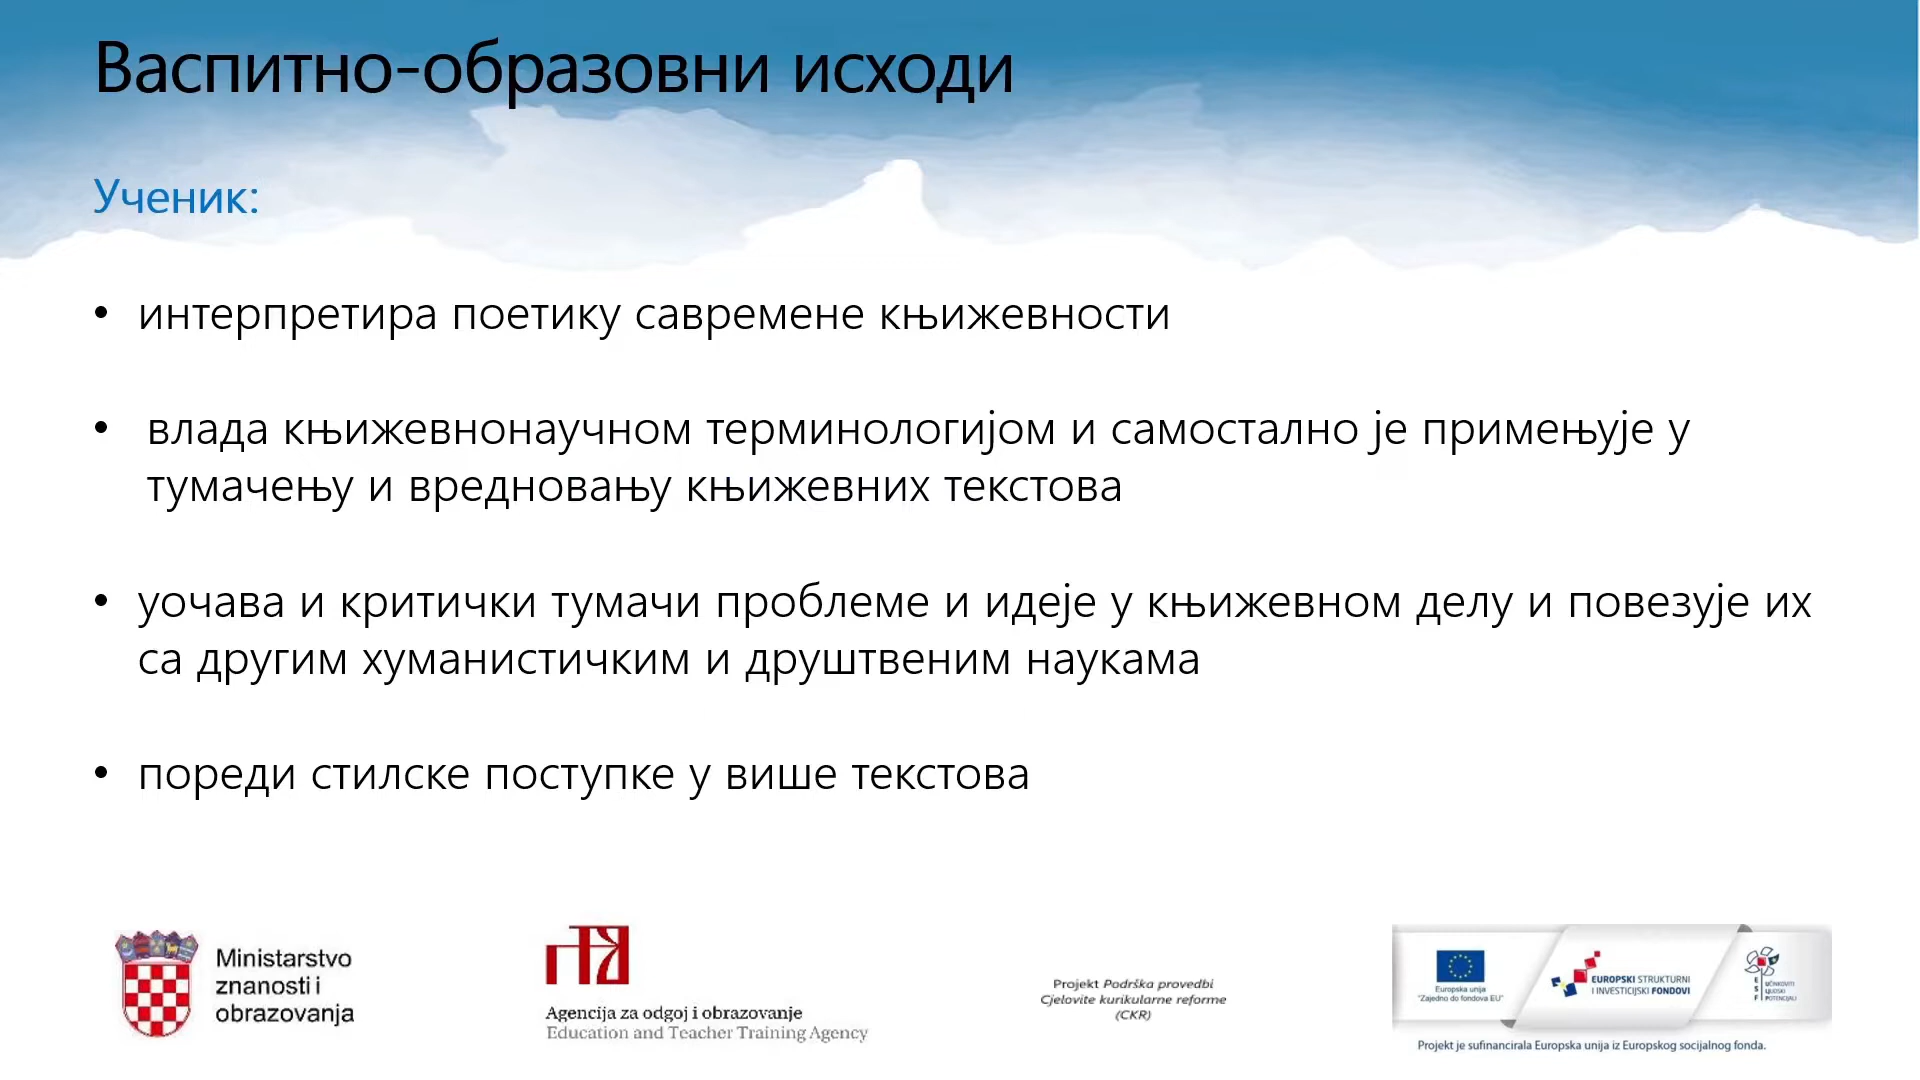 Васпитно-образовни исходи
Ученик:
• интерпретира поетику савремене књижевности
• влада књижевнонаучном терминологијом и самостално је примењује у
тумачењу и вредновању књижевних текстова
• уочава и критички тумачи проблеме и идеје у књижевном делу и повезује их
са другим хуманистичким и друштвеним наукама
• пореди стилске поступке у више текстова
Ministarstvo
znanosti i
obrazovanja
Agencija za odgoj i obrazovanje
Education and Teacher Training Agency
Projekt Podrška provedbi
Cjelovite kurikularne reforme
(CKR)
Europska unija
"Zajedno do fondova EU"
EUROPSKI STRUKTURNI
I INVESTICIJSKI FONDOVI
ESF
UČINKOVITI
LJUDSKI
POTENCIJALI
Projekt je sufinancirala Europska unija iz Europskog socijalnog fonda.